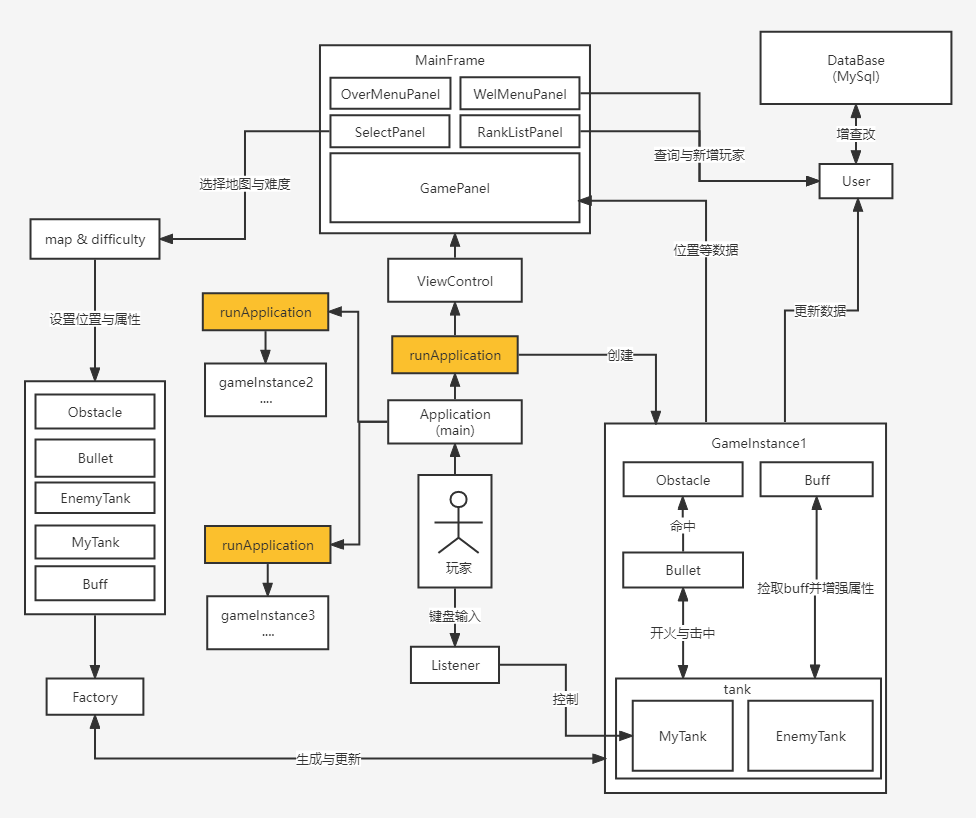 MainFrame
OverMenuPanel
WelMenuPanel
SelectPanel
RankListPanel
GamePanel
DataBase
(MySql)
增查改
User
查询与新增玩家
选择地图与难度
map & difficulty
位置等数据
ViewControl
更新数据
设置位置与属性
runApplication
gameInstance2
....
runApplication
创建
Application
(main)
Obstacle
Bullet
EnemyTank
MyTank
Buff
玩家
runApplication
gameInstance3
....
键盘输入
Listener
控制
Factory
生成与更新
GameInstance1
Obstacle
Buff
命中
Bullet
捡取buff并增强属性
开火与击中
tank
MyTank
EnemyTank